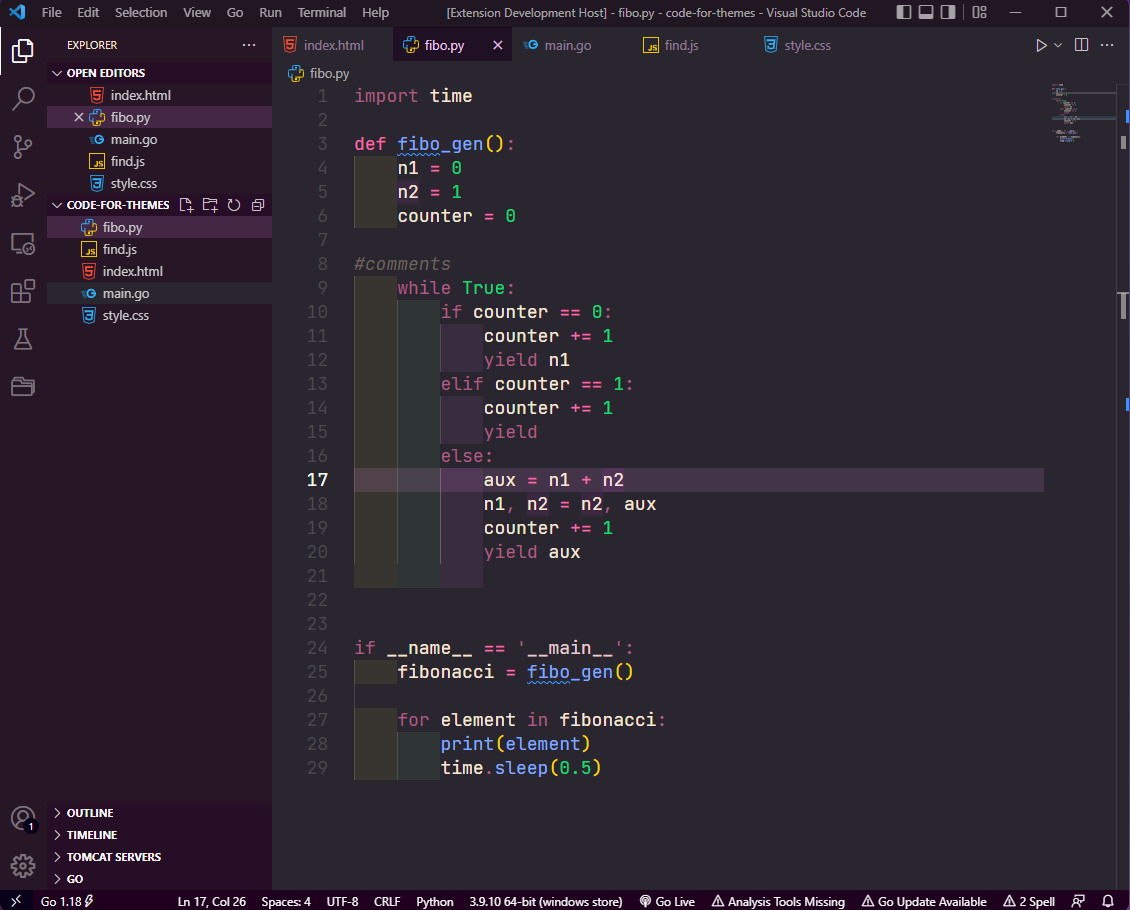 File Edit Selection View Go Run Terminal Help [Extension Development Host] - fibo.py - code-for-themes - Visual Studio Code
EXPLORER
OPEN EDITORS
index.html
fibo.py
main.go
find.js
style.css
CODE-FOR-THEMES
fibo.py
find.js
index.html
main.go
style.css
OUTLINE
TIMELINE
TOMCAT SERVERS
GO
1
index.html fibo.py main.go JS find.js style.css
fibo.py
1 import time
2
3 def fibo_gen():
4     n1 = 0
5     n2 = 1
6     counter = 0
7
8 #comments
9     while True:
10         if counter == 0:
11             counter += 1
12             yield n1
13         elif counter == 1:
14             counter += 1
15             yield
16         else:
17             aux = n1 + n2
18             n1, n2 = n2, aux
19             counter += 1
20             yield aux
21
22
23
24 if __name__ == '__main__':
25     fibonacci = fibo_gen()
26
27     for element in fibonacci:
28         print(element)
29         time.sleep(0.5)
Go 1.18 Ln 17, Col 26 Spaces: 4 UTF-8 CRLF Python 3.9.10 64-bit (windows store) Go Live Analysis Tools Missing Go Update Available 2 Spell